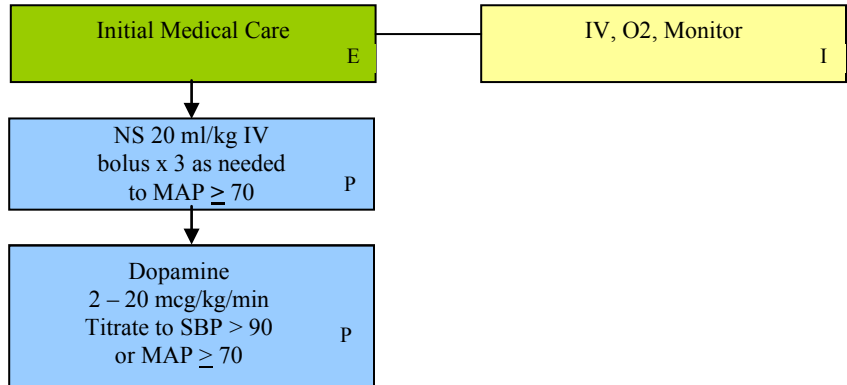 Initial Medical Care
E
IV, O2, Monitor
I
NS 20 ml/kg IV
bolus x 3 as needed
to MAP ≥ 70
P
Dopamine
2 – 20 mcg/kg/min
Titrate to SBP > 90
or MAP ≥ 70
P